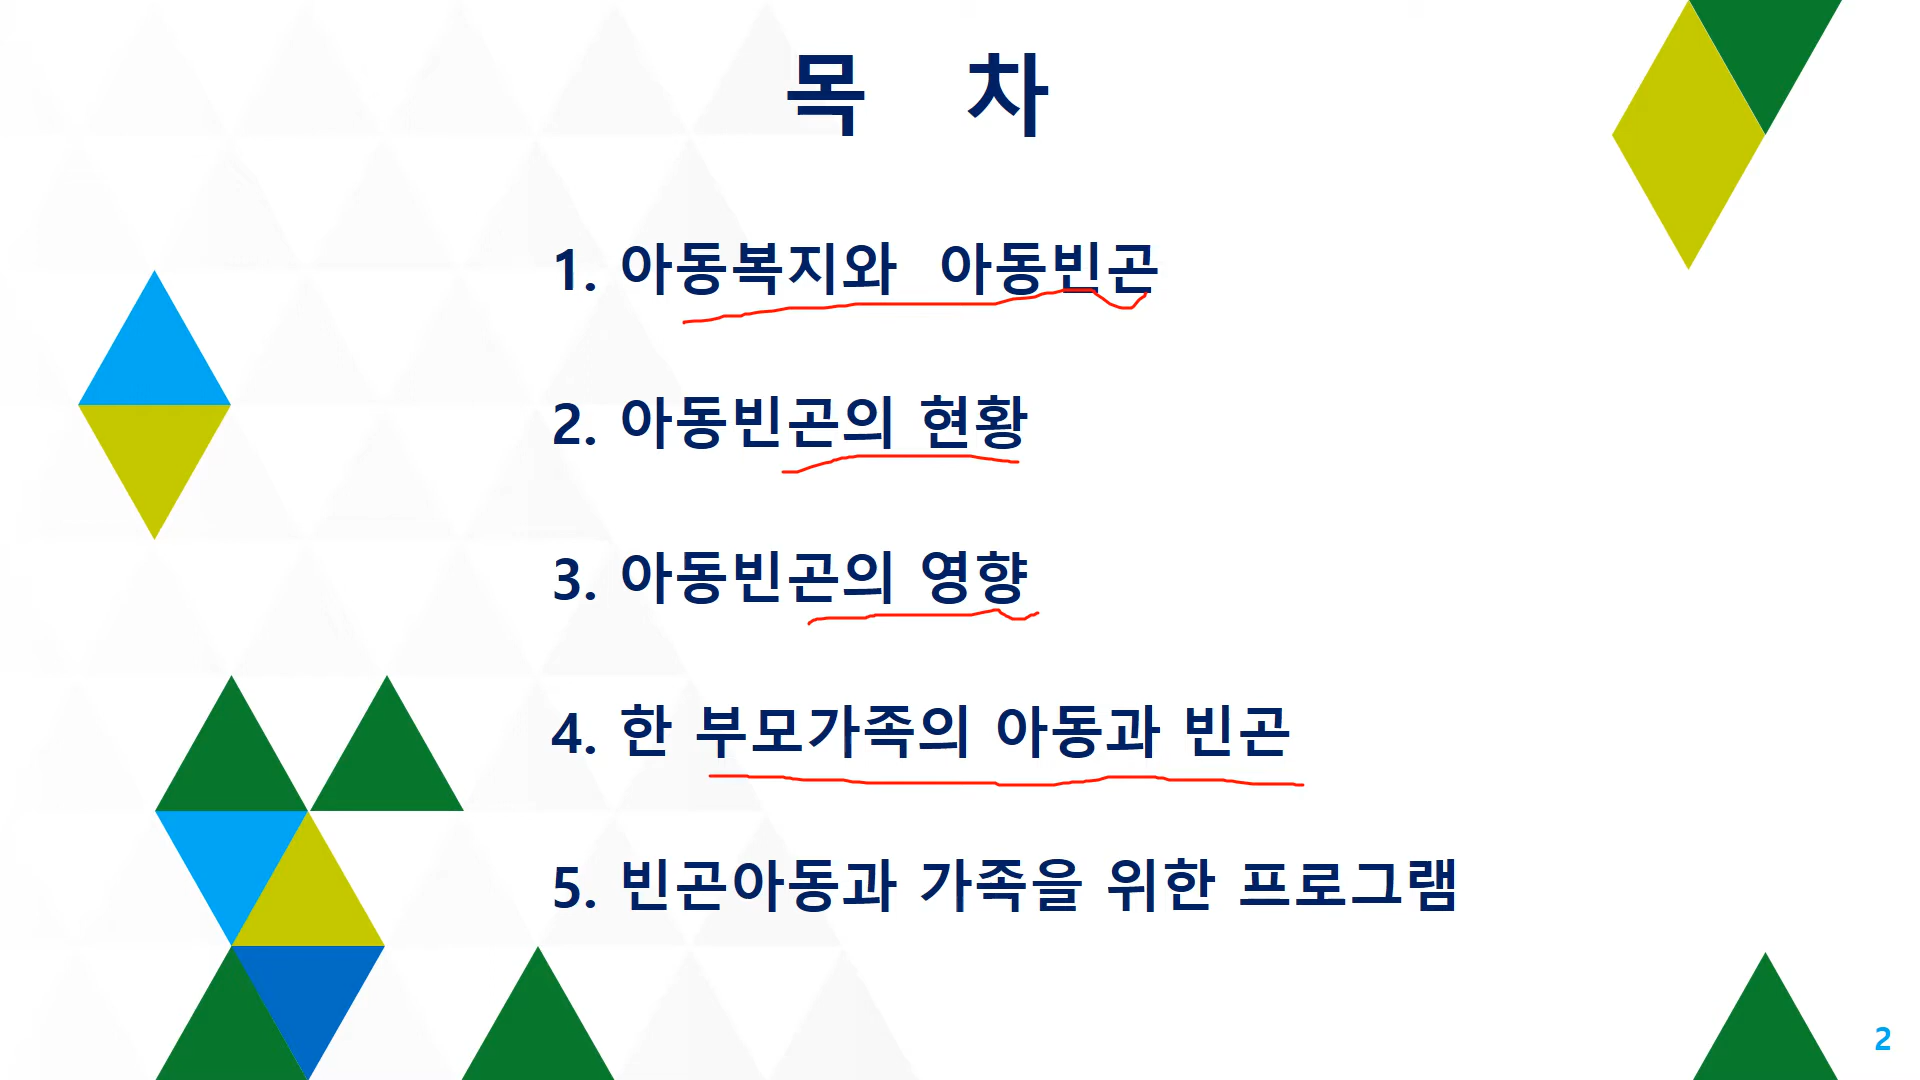 목 차
1. 아동복지와 아동빈곤
2. 아동빈곤의 현황
3. 아동빈곤의 영향
4. 한 부모가족의 아동과 빈곤
5. 빈곤아동과 가족을 위한 프로그램
2